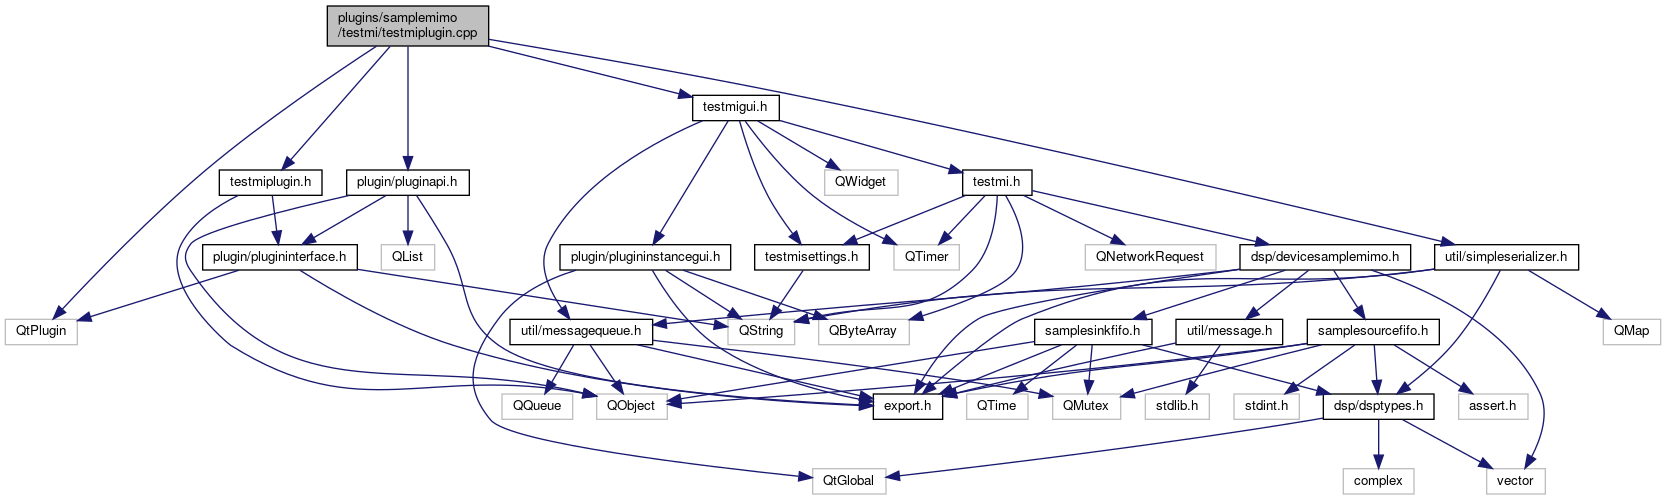 plugins/samplemimo
/testmi/testmiplugin.cpp
testmigui.h
testmiplugin.h
plugin/pluginapi.h
QWidget
testmi.h
plugin/plugininterface.h
QList
plugin/plugininstancegui.h
testmisettings.h
QTimer
QNetworkRequest
dsp/devicesamplemimo.h
util/simpleserializer.h
QtPlugin
util/messagequeue.h
QString
QByteArray
samplesinkfifo.h
util/message.h
samplesourcefifo.h
QMap
QQueue
QObject
export.h
QTime
QMutex
stdlib.h
stdint.h
dsp/dsptypes.h
assert.h
QtGlobal
complex
vector